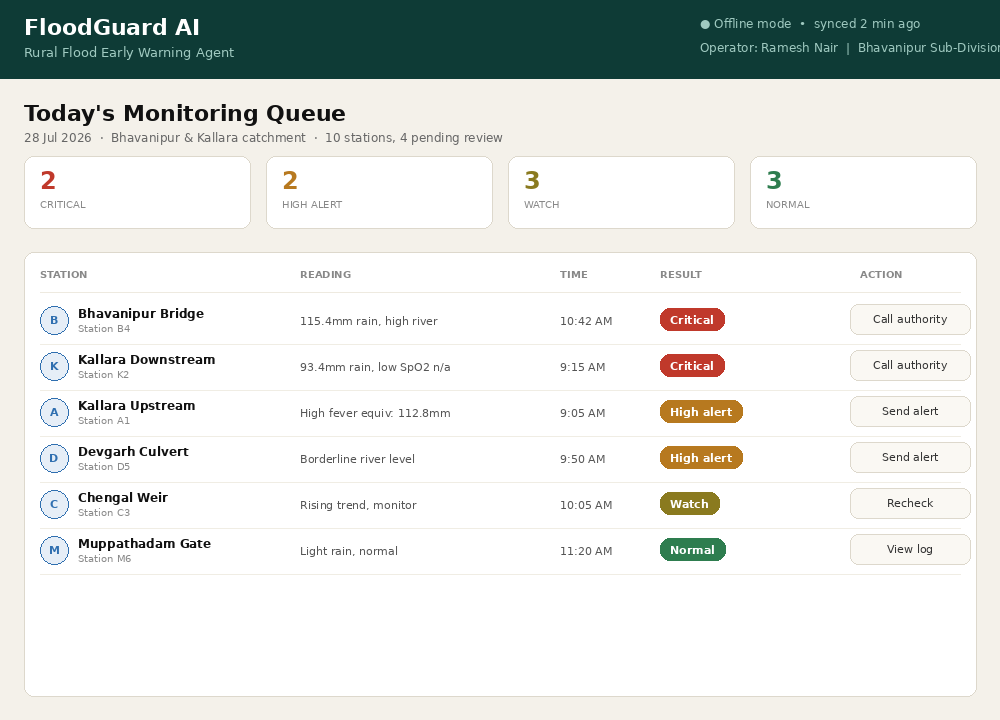 FloodGuard AI
Rural Flood Early Warning Agent
● Offline mode • synced 2 min ago
Operator: Ramesh Nair | Bhavanipur Sub-Division
Today's Monitoring Queue
28 Jul 2026 · Bhavanipur & Kallara catchment · 10 stations, 4 pending review
2
CRITICAL
2
HIGH ALERT
3
WATCH
3
NORMAL
STATION READING TIME RESULT ACTION
B Bhavanipur Bridge
Station B4
115.4mm rain, high river 10:42 AM Critical Call authority
K Kallara Downstream
Station K2
93.4mm rain, low SpO2 n/a 9:15 AM Critical Call authority
A Kallara Upstream
Station A1
High fever equiv: 112.8mm 9:05 AM High alert Send alert
D Devgarh Culvert
Station D5
Borderline river level 9:50 AM High alert Send alert
C Chengal Weir
Station C3
Rising trend, monitor 10:05 AM Watch Recheck
M Muppathadam Gate
Station M6
Light rain, normal 11:20 AM Normal View log